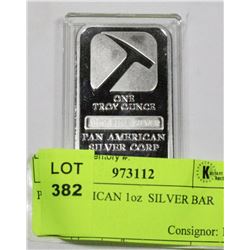 ONE
TROY OUNCE
PAN AMERICAN
SILVER CORP
LOT
382
973112
ICAN 1oz SILVER BAR
Consignor: